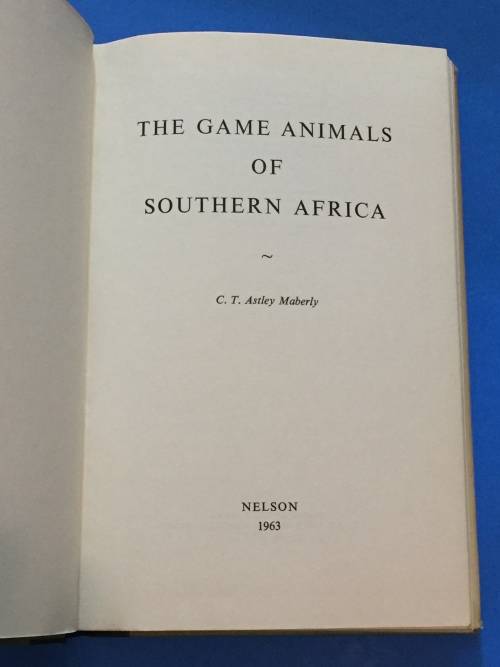 THE GAME ANIMALS
OF
SOUTHERN AFRICA
~
C. T. Astley Maberly
NELSON
1963